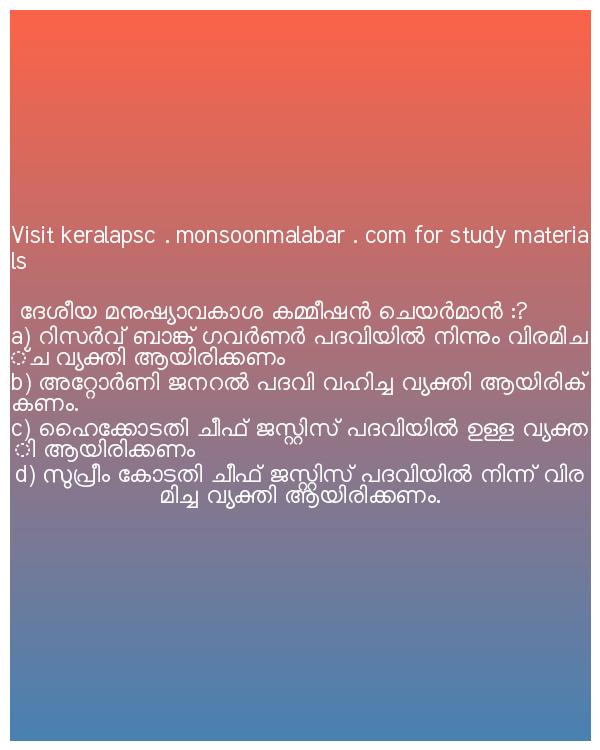 Visit keralapsc . monsoonmalabar . com for study materia
ls
ദേശീയ മനുഷ്യാവകാശ കമ്മീഷൻ ചെയർമാൻ :?
a) റിസർവ് ബാങ്ക് ഗവർണർ പദവിയിൽ നിന്നും വിരമിച
്ച വ്യക്തി ആയിരിക്കണം
b) അറ്റോർണി ജനറൽ പദവി വഹിച്ച വ്യക്തി ആയിരിക്
കണം.
c) ഹൈക്കോടതി ചീഫ് ജസ്റ്റിസ് പദവിയിൽ ഉള്ള വ്യക്ത
ി ആയിരിക്കണം
d) സുപ്രീം കോടതി ചീഫ് ജസ്റ്റിസ് പദവിയിൽ നിന്ന് വിര
മിച്ച വ്യക്തി ആയിരിക്കണം.